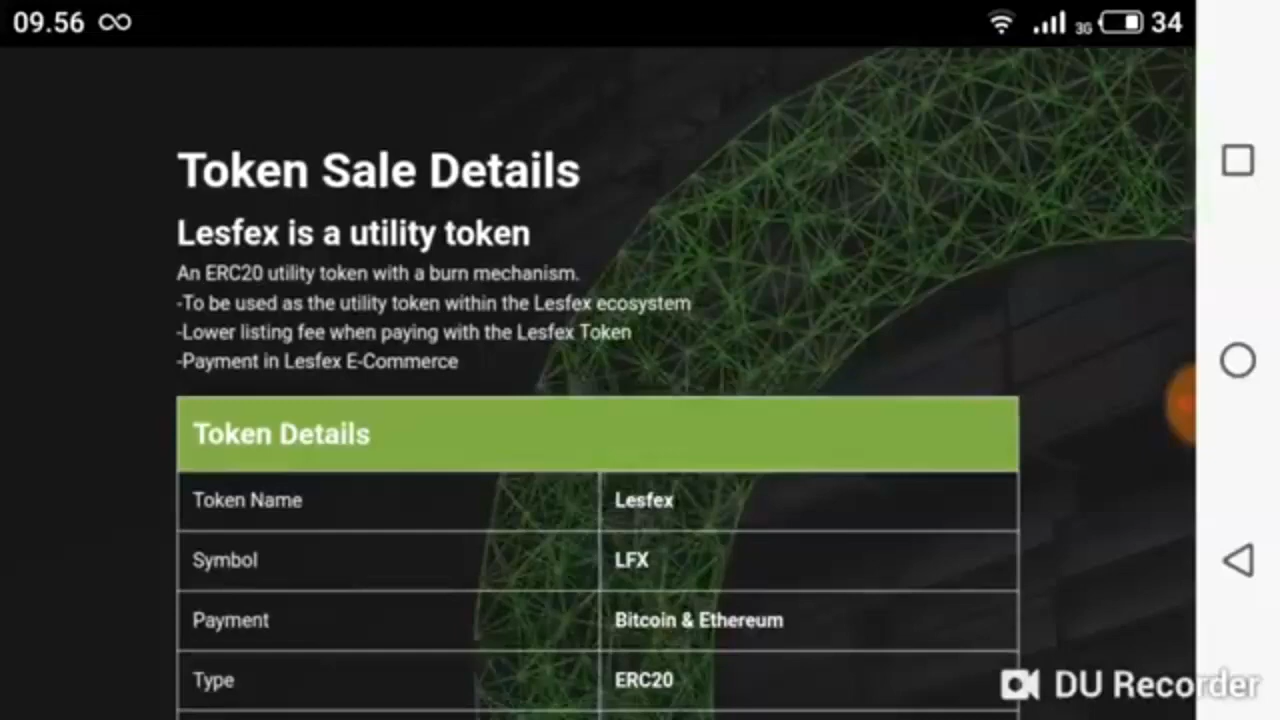 09.56 3G 34
Token Sale Details
Lesfex is a utility token
An ERC20 utility token with a burn mechanism.
-To be used as the utility token within the Lesfex ecosystem
-Lower listing fee when paying with the Lesfex Token
-Payment in Lesfex E-Commerce
Token Details
Token Name Lesfex
Symbol LFX
Payment Bitcoin & Ethereum
Type ERC20
DU Recorder